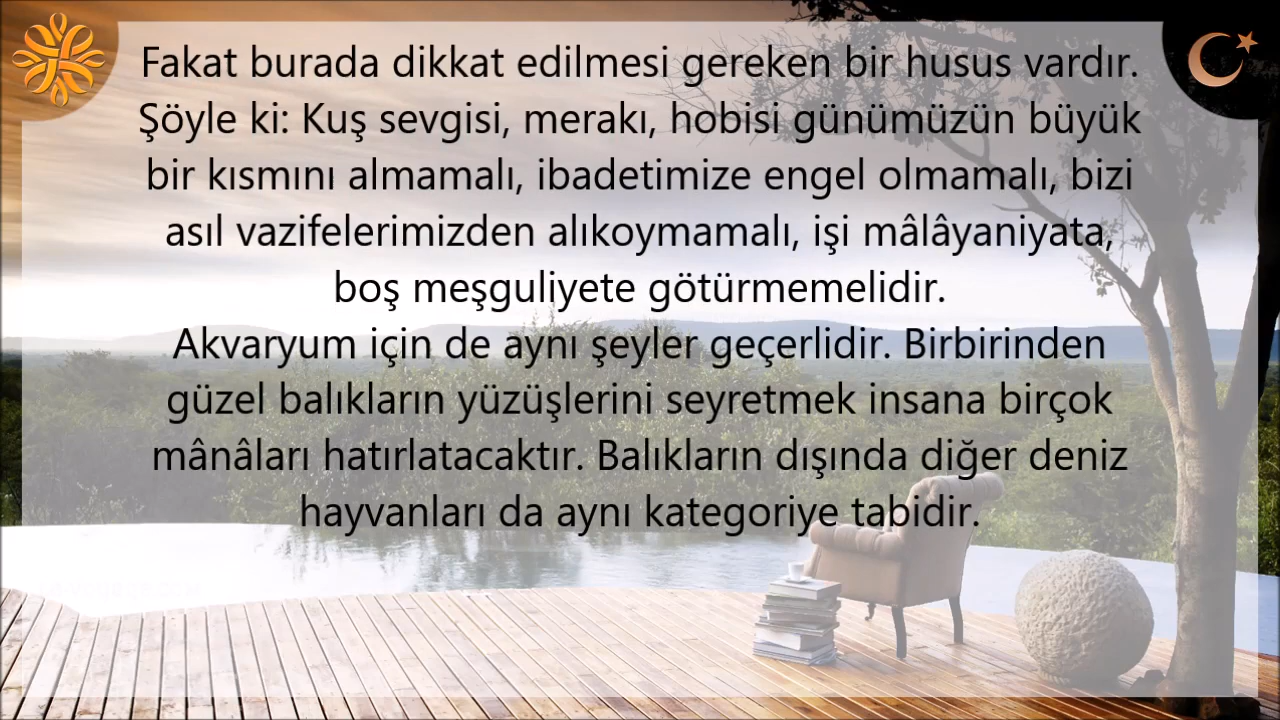 Fakat burada dikkat edilmesi gereken bir husus vardır.
Şöyle ki: Kuş sevgisi, merakı, hobisi günümüzün büyük
bir kısmını almamalı, ibadetimize engel olmamalı, bizi
asıl vazifelerimizden alıkoymamalı, işi mâlâyaniyata,
boş meşguliyete götürmemelidir.
Akvaryum için de aynı şeyler geçerlidir. Birbirinden
güzel balıkların yüzüşlerini seyretmek insana birçok
mânâları hatırlatacaktır. Balıkların dışında diğer deniz
hayvanları da aynı kategoriye tabidir.